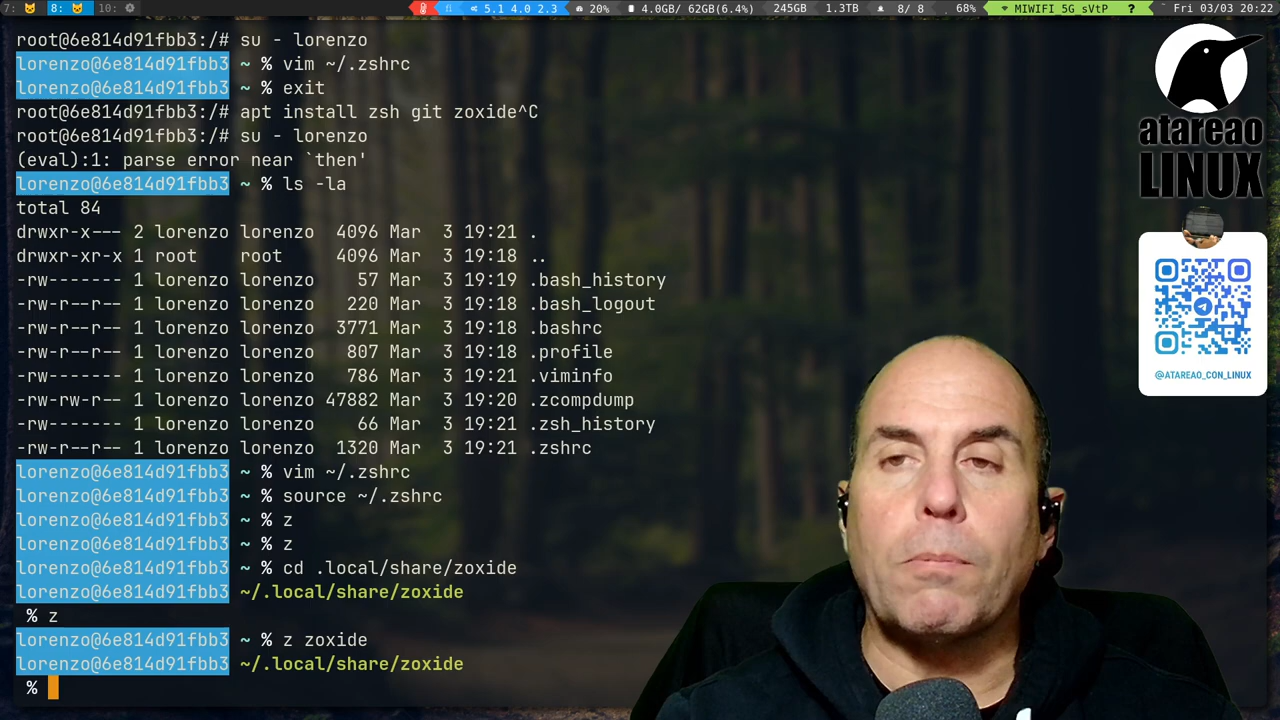 7: 8: 10: 5.1 4.0 2.3 20% 4.0GB/ 62GB(6.4%) 245GB 1.3TB 8/ 8 68% MIWIFI_5G_sVtP ? Fri 03/03 20:22
root@6e814d91fbb3:/# su - lorenzo
lorenzo@6e814d91fbb3 ~ % vim ~/.zshrc
lorenzo@6e814d91fbb3 ~ % exit
root@6e814d91fbb3:/# apt install zsh git zoxide^C
root@6e814d91fbb3:/# su - lorenzo
(eval):1: parse error near `then'
lorenzo@6e814d91fbb3 ~ % ls -la
total 84
drwxr-x--- 2 lorenzo lorenzo  4096 Mar  3 19:21 .
drwxr-xr-x 1 root    root     4096 Mar  3 19:18 ..
-rw------- 1 lorenzo lorenzo    57 Mar  3 19:19 .bash_history
-rw-r--r-- 1 lorenzo lorenzo   220 Mar  3 19:18 .bash_logout
-rw-r--r-- 1 lorenzo lorenzo  3771 Mar  3 19:18 .bashrc
-rw-r--r-- 1 lorenzo lorenzo   807 Mar  3 19:18 .profile
-rw------- 1 lorenzo lorenzo   786 Mar  3 19:21 .viminfo
-rw-rw-r-- 1 lorenzo lorenzo 47882 Mar  3 19:20 .zcompdump
-rw------- 1 lorenzo lorenzo    66 Mar  3 19:21 .zsh_history
-rw-r--r-- 1 lorenzo lorenzo  1320 Mar  3 19:21 .zshrc
lorenzo@6e814d91fbb3 ~ % vim ~/.zshrc
lorenzo@6e814d91fbb3 ~ % source ~/.zshrc
lorenzo@6e814d91fbb3 ~ % z
lorenzo@6e814d91fbb3 ~ % z
lorenzo@6e814d91fbb3 ~ % cd .local/share/zoxide
lorenzo@6e814d91fbb3 ~/.local/share/zoxide
% z
lorenzo@6e814d91fbb3 ~ % z zoxide
lorenzo@6e814d91fbb3 ~/.local/share/zoxide
%
atareao
LINUX
@ATAREAO_CON_LINUX